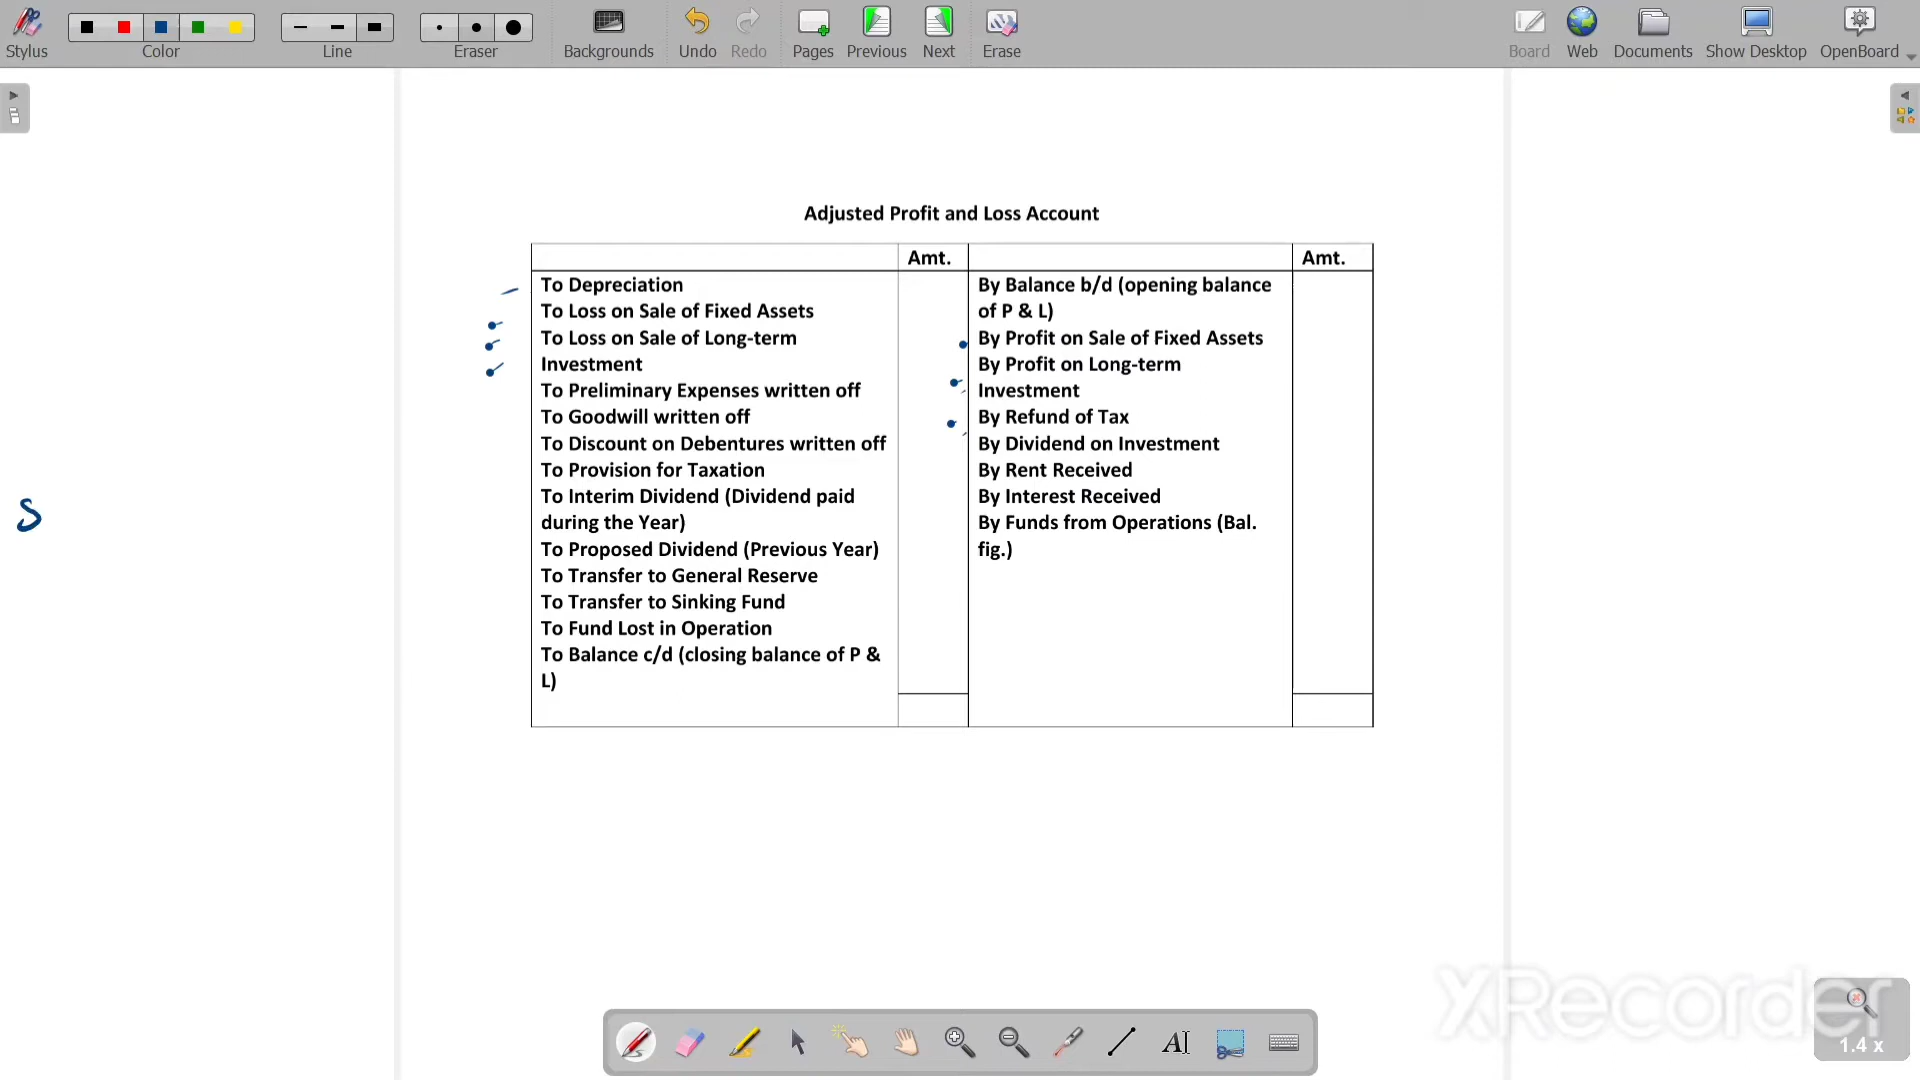 Stylus
Color
Line
Eraser
Backgrounds
Undo
Redo
Pages
Previous
Next
Erase
Board
Web
Documents
Show Desktop
OpenBoard
Adjusted Profit and Loss Account
Amt.
Amt.
To Depreciation
To Loss on Sale of Fixed Assets
To Loss on Sale of Long-term
Investment
To Preliminary Expenses written off
To Goodwill written off
To Discount on Debentures written off
To Provision for Taxation
To Interim Dividend (Dividend paid
during the Year)
To Proposed Dividend (Previous Year)
To Transfer to General Reserve
To Transfer to Sinking Fund
To Fund Lost in Operation
To Balance c/d (closing balance of P &
L)
By Balance b/d (opening balance
of P & L)
By Profit on Sale of Fixed Assets
By Profit on Long-term
Investment
By Refund of Tax
By Dividend on Investment
By Rent Received
By Interest Received
By Funds from Operations (Bal.
fig.)
S
XRecorder
1.4 x
AI